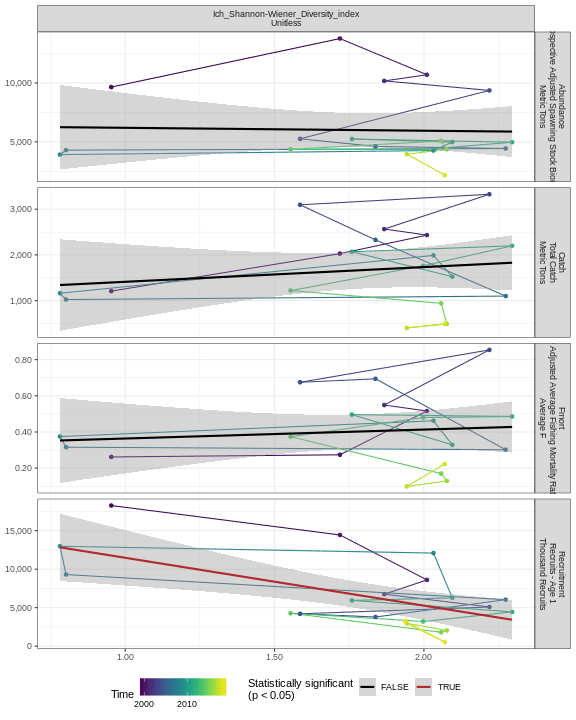 Ich_Shannon-Wiener_Diversity_index
Unitless
10,000
5,000
Abundance
Adjusted Spawning Stock
Metric Tons
3,000
2,000
1,000
Catch
Total Catch
Metric Tons
0.80
0.60
0.40
0.20
Fmort
Adjusted Average Fishing Mortality
Average F
15,000
10,000
5,000
0
Recruitment
Recruits - Age 1
Thousand Recruits
1.00
1.50
2.00
Time
2000
2010
Statistically significant
(p < 0.05)
FALSE
TRUE